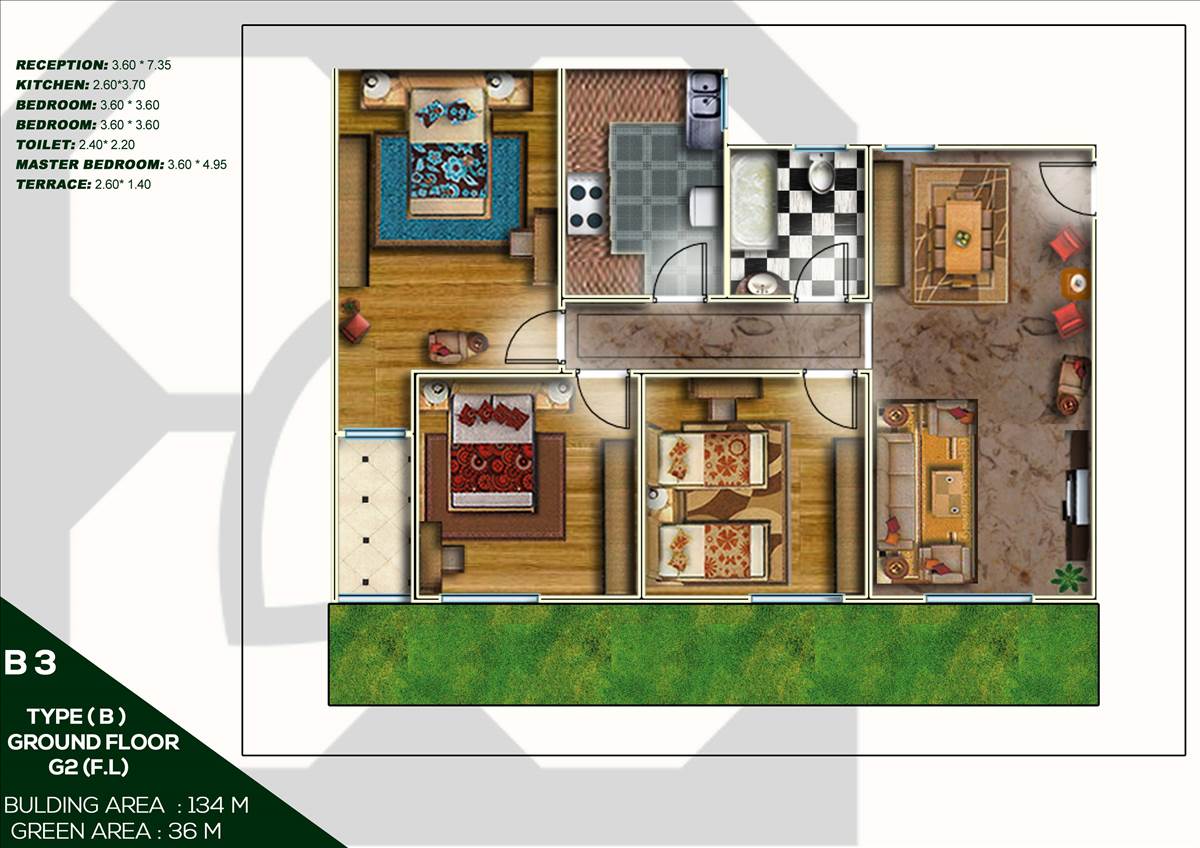 RECEPTION: 3.60 * 7.35
KITCHEN: 2.60*3.70
BEDROOM: 3.60 * 3.60
BEDROOM: 3.60 * 3.60
TOILET: 2.40* 2.20
MASTER BEDROOM: 3.60 * 4.95
TERRACE: 2.60* 1.40
B 3
TYPE ( B )
GROUND FLOOR
G2 (F.L)
BULDING AREA : 134 M
GREEN AREA : 36 M